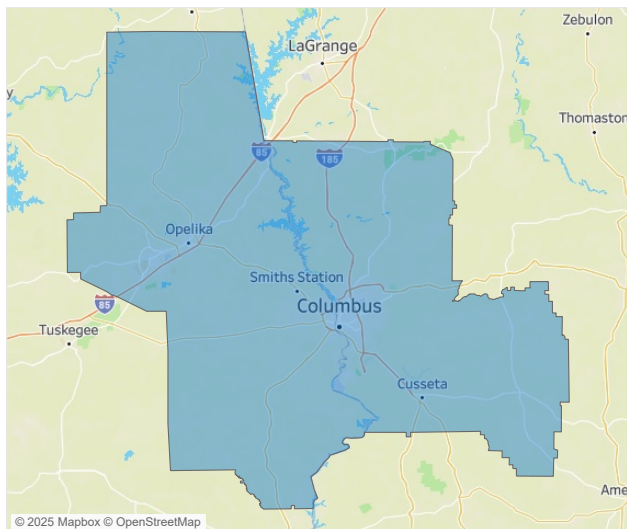 Zebulon
LaGrange
y
Thomaston
85
185
Opelika
Smiths Station
85
Columbus
Tuskegee
Cusseta
Ame
© 2025 Mapbox © OpenStreetMap